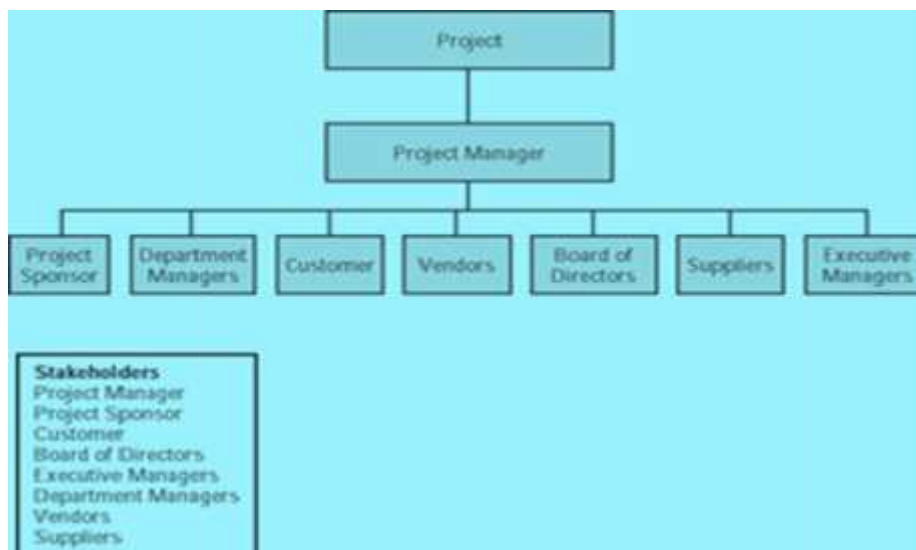 Project
Project Manager
Project
Sponsor
Department
Managers
Customer
Vendors
Board of
Directors
Suppliers
Executive
Managers
Stakeholders
Project Manager
Project Sponsor
Customer
Board of Directors
Executive Managers
Department Managers
Vendors
Suppliers